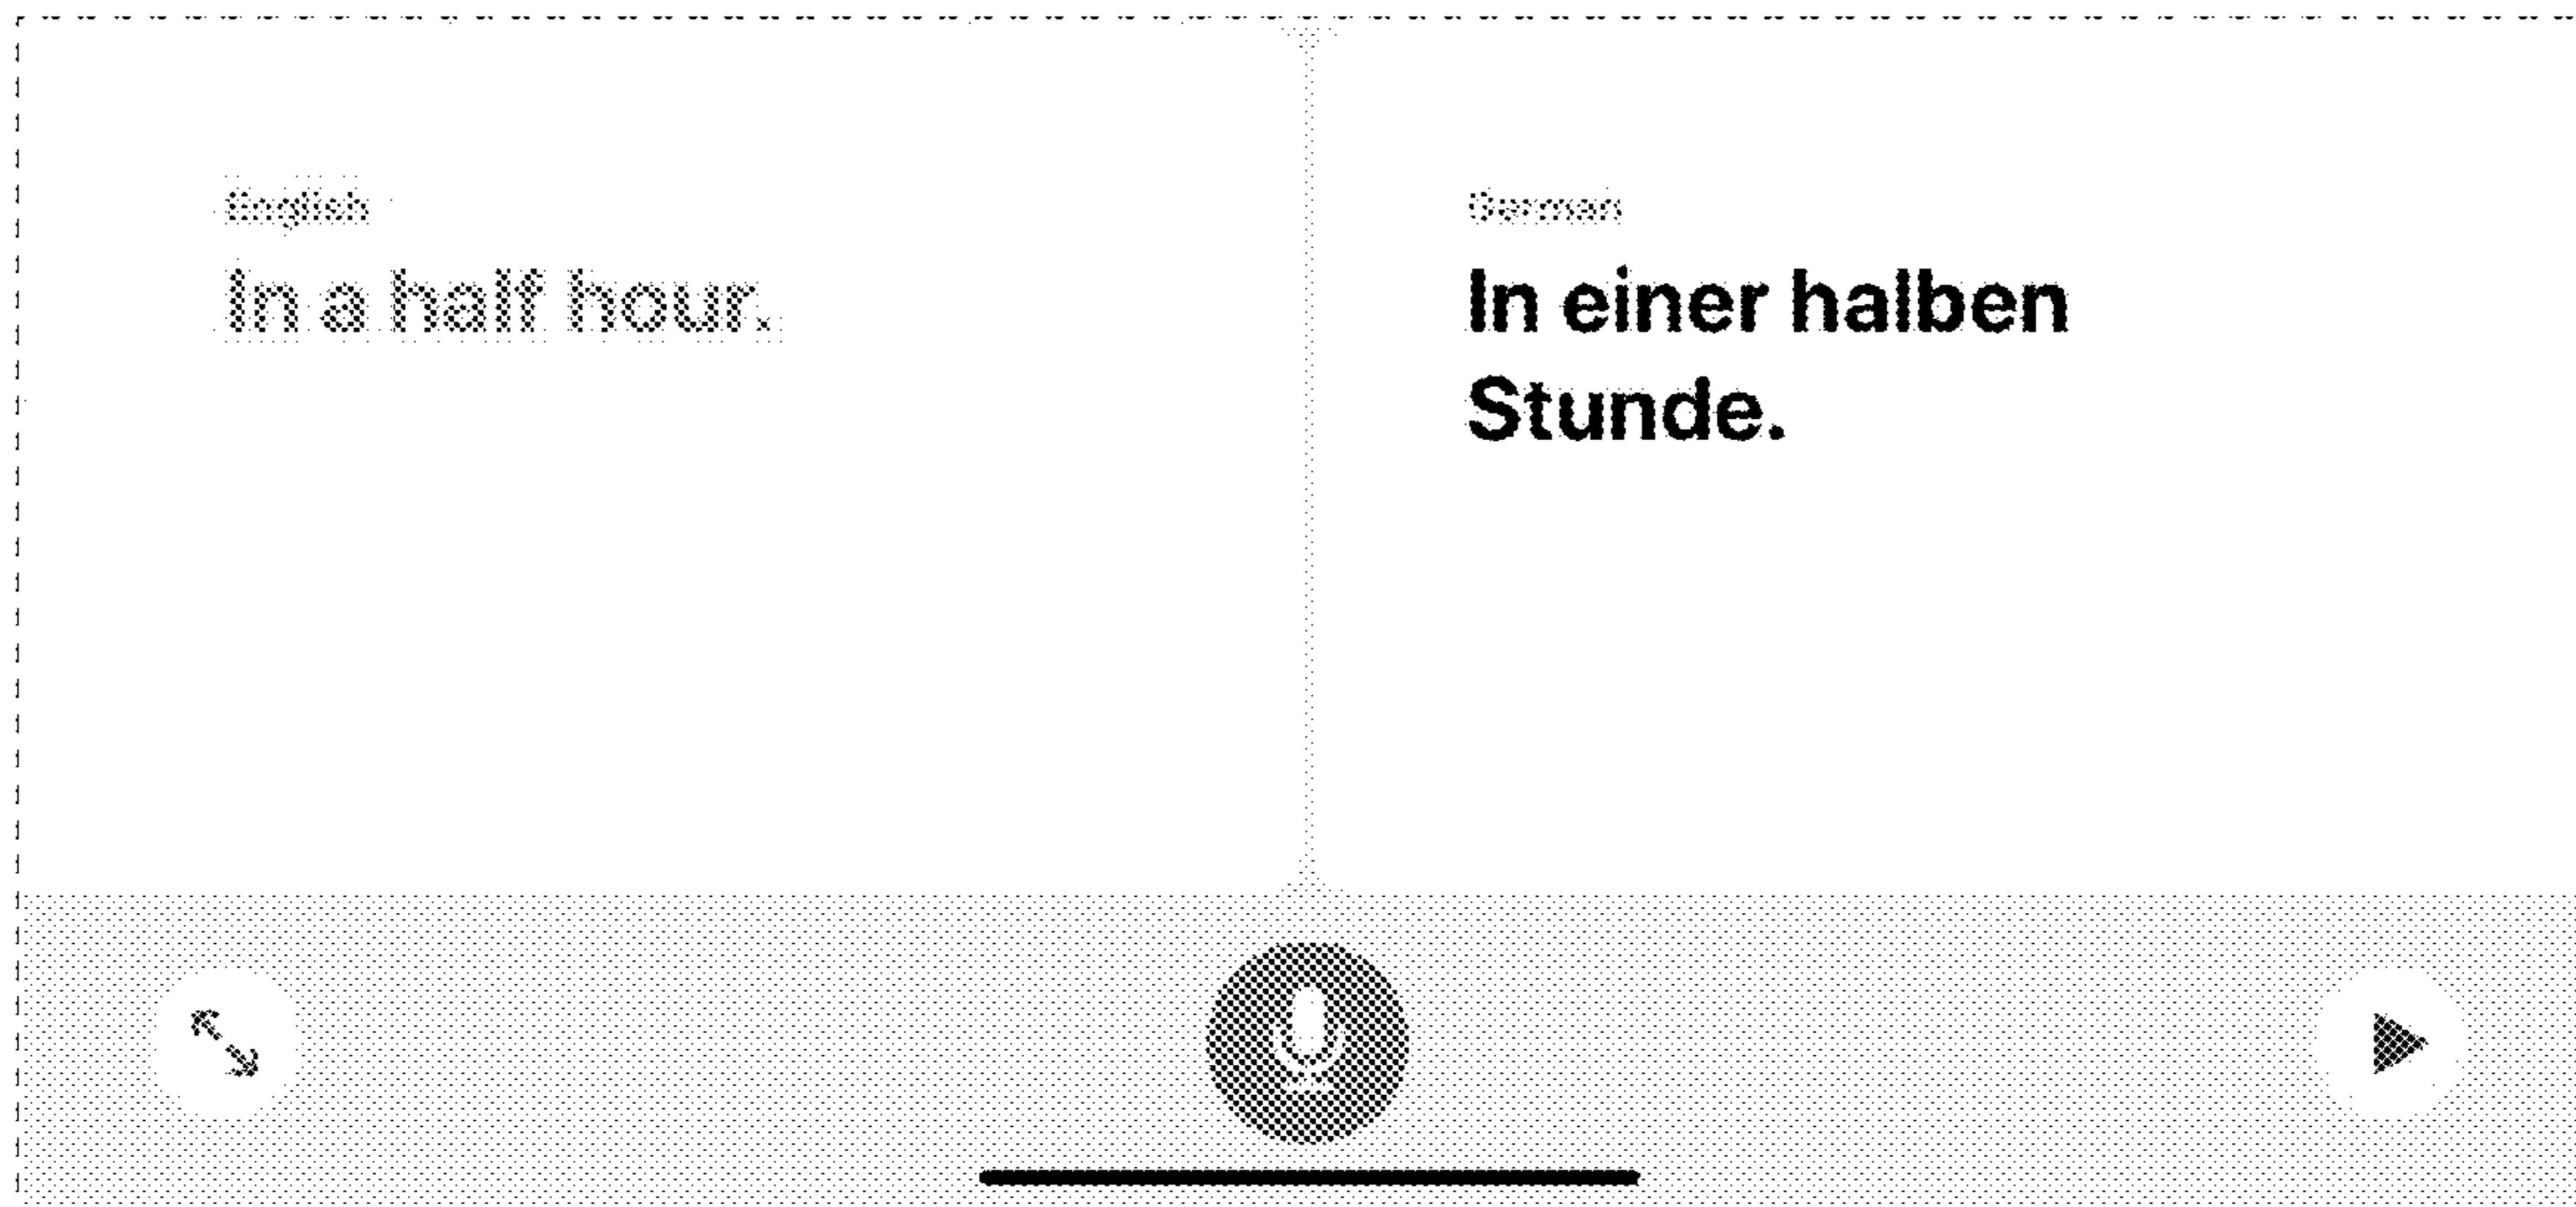 English
In a half hour.
German
In einer halben
Stunde.